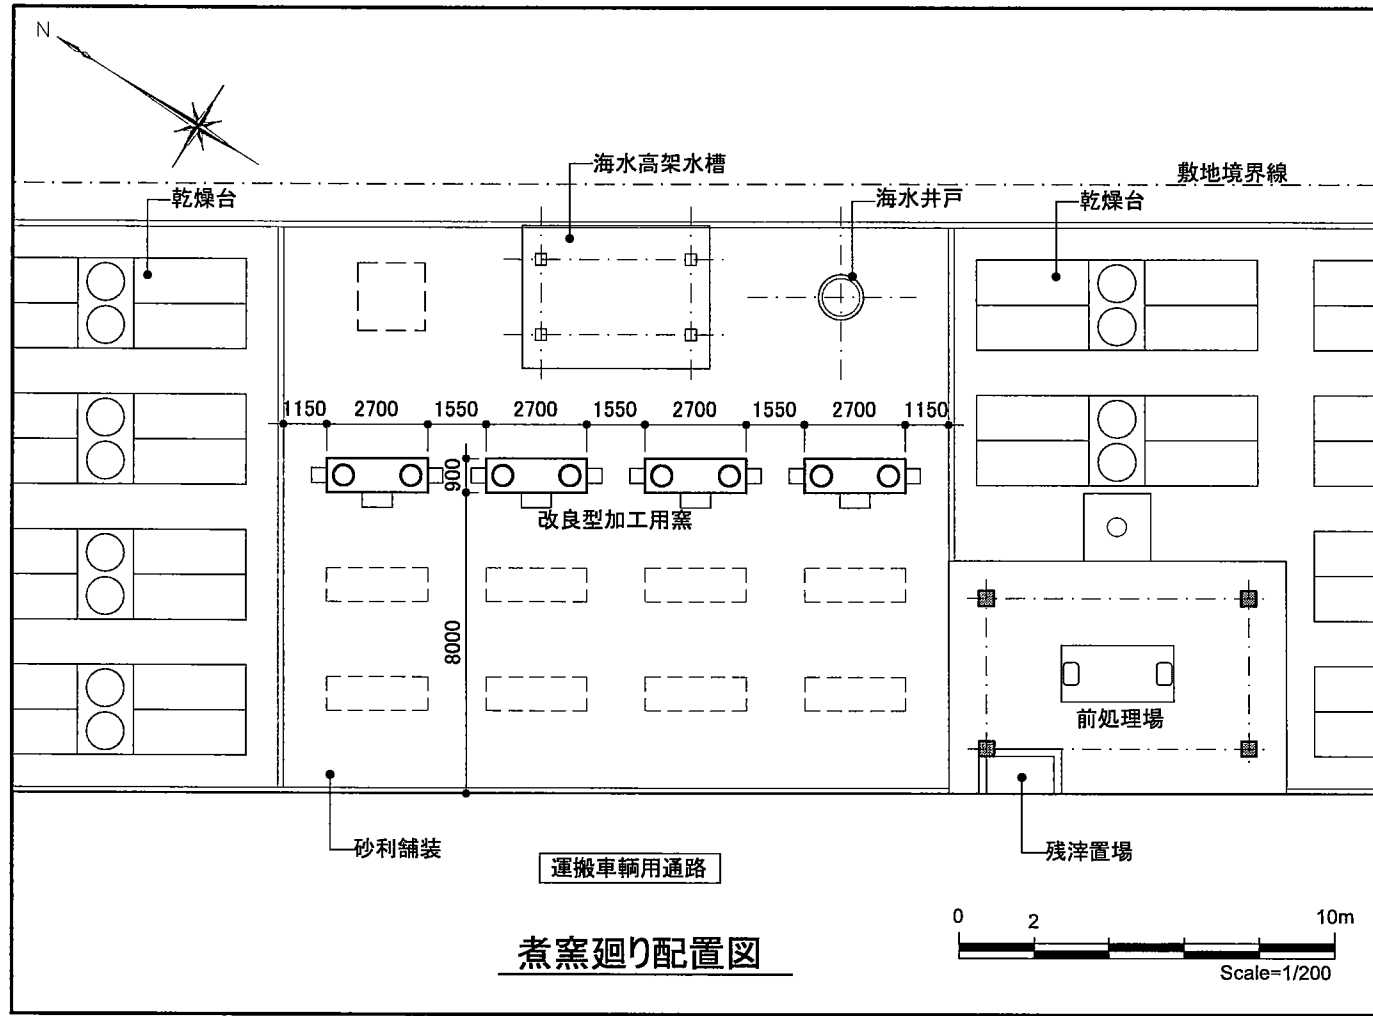 N
海水高架水槽
敷地境界線
乾燥台
海水井戸
乾燥台
1150 2700 1550 2700 1550 2700 1550 2700 1150
900
改良型加工用窯
8000
前処理場
砂利舗装
残滓置場
運搬車輌用通路
煮窯廻り配置図
0 2 10m
Scale=1/200